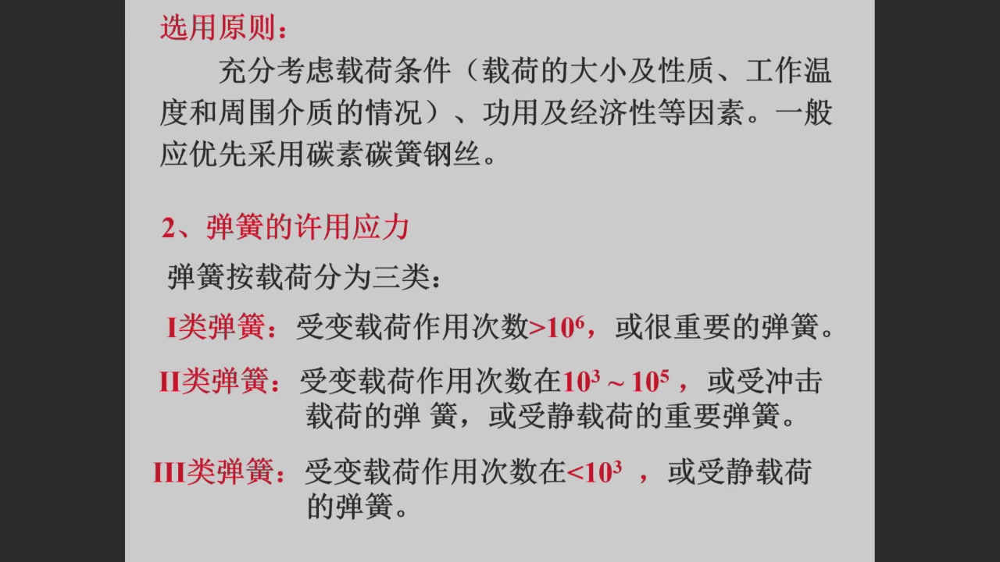 选用原则：
充分考虑载荷条件（载荷的大小及性质、工作温
度和周围介质的情况）、功用及经济性等因素。一般
应优先采用碳素碳簧钢丝。
2、弹簧的许用应力
弹簧按载荷分为三类：
I类弹簧：受变载荷作用次数>10⁶，或很重要的弹簧。
II类弹簧：受变载荷作用次数在10³ ~ 10⁵ ，或受冲击
载荷的弹 簧，或受静载荷的重要弹簧。
III类弹簧：受变载荷作用次数在<10³ ，或受静载荷
的弹簧。